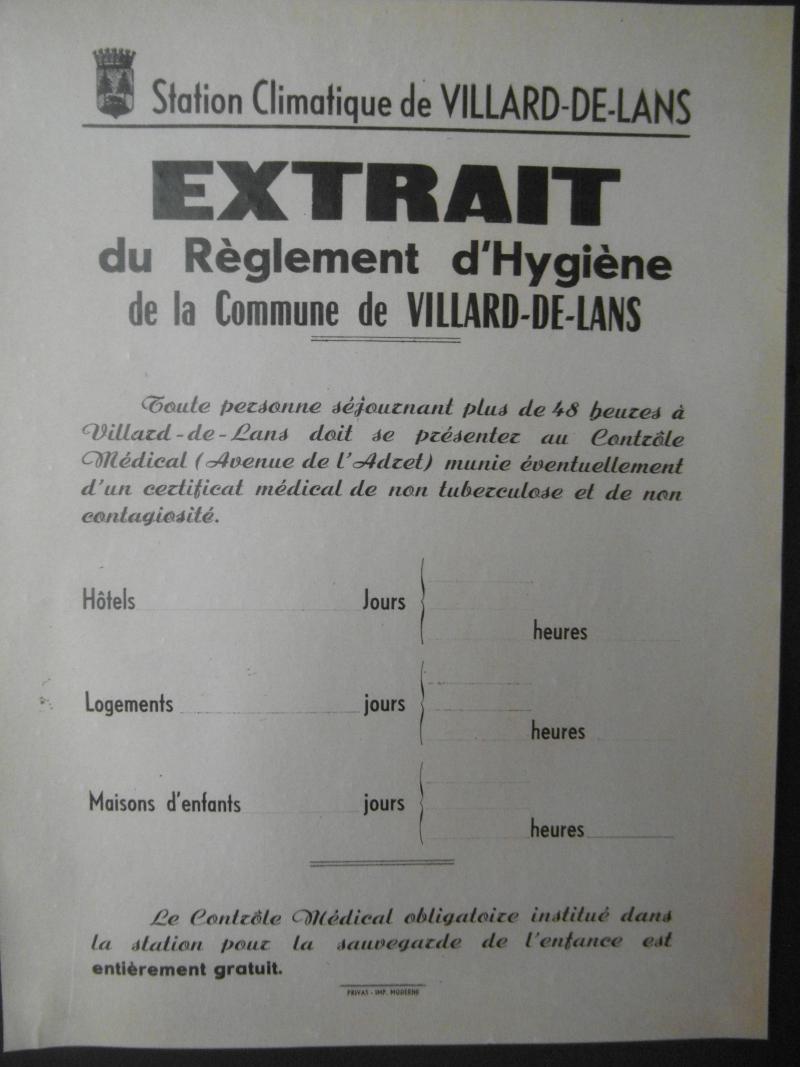 Station Climatique de VILLARD-DE-LANS
EXTRAIT
du Règlement d'Hygiène
de la Commune de VILLARD-DE-LANS
Toute personne séjournant plus de 48 heures à
Villard-de-Lans doit se présenter au Contrôle
Médical (Avenue de l'Adret) munie éventuellement
d'un certificat médical de non tuberculose et de non
contagiosité.
Hôtels Jours
heures
Logements jours
heures
Maisons d'enfants jours
heures
Le Contrôle Médical obligatoire institué dans
la station pour la sauvegarde de l'enfance est
entièrement gratuit.
PRIVAS - IMP. MODERNE